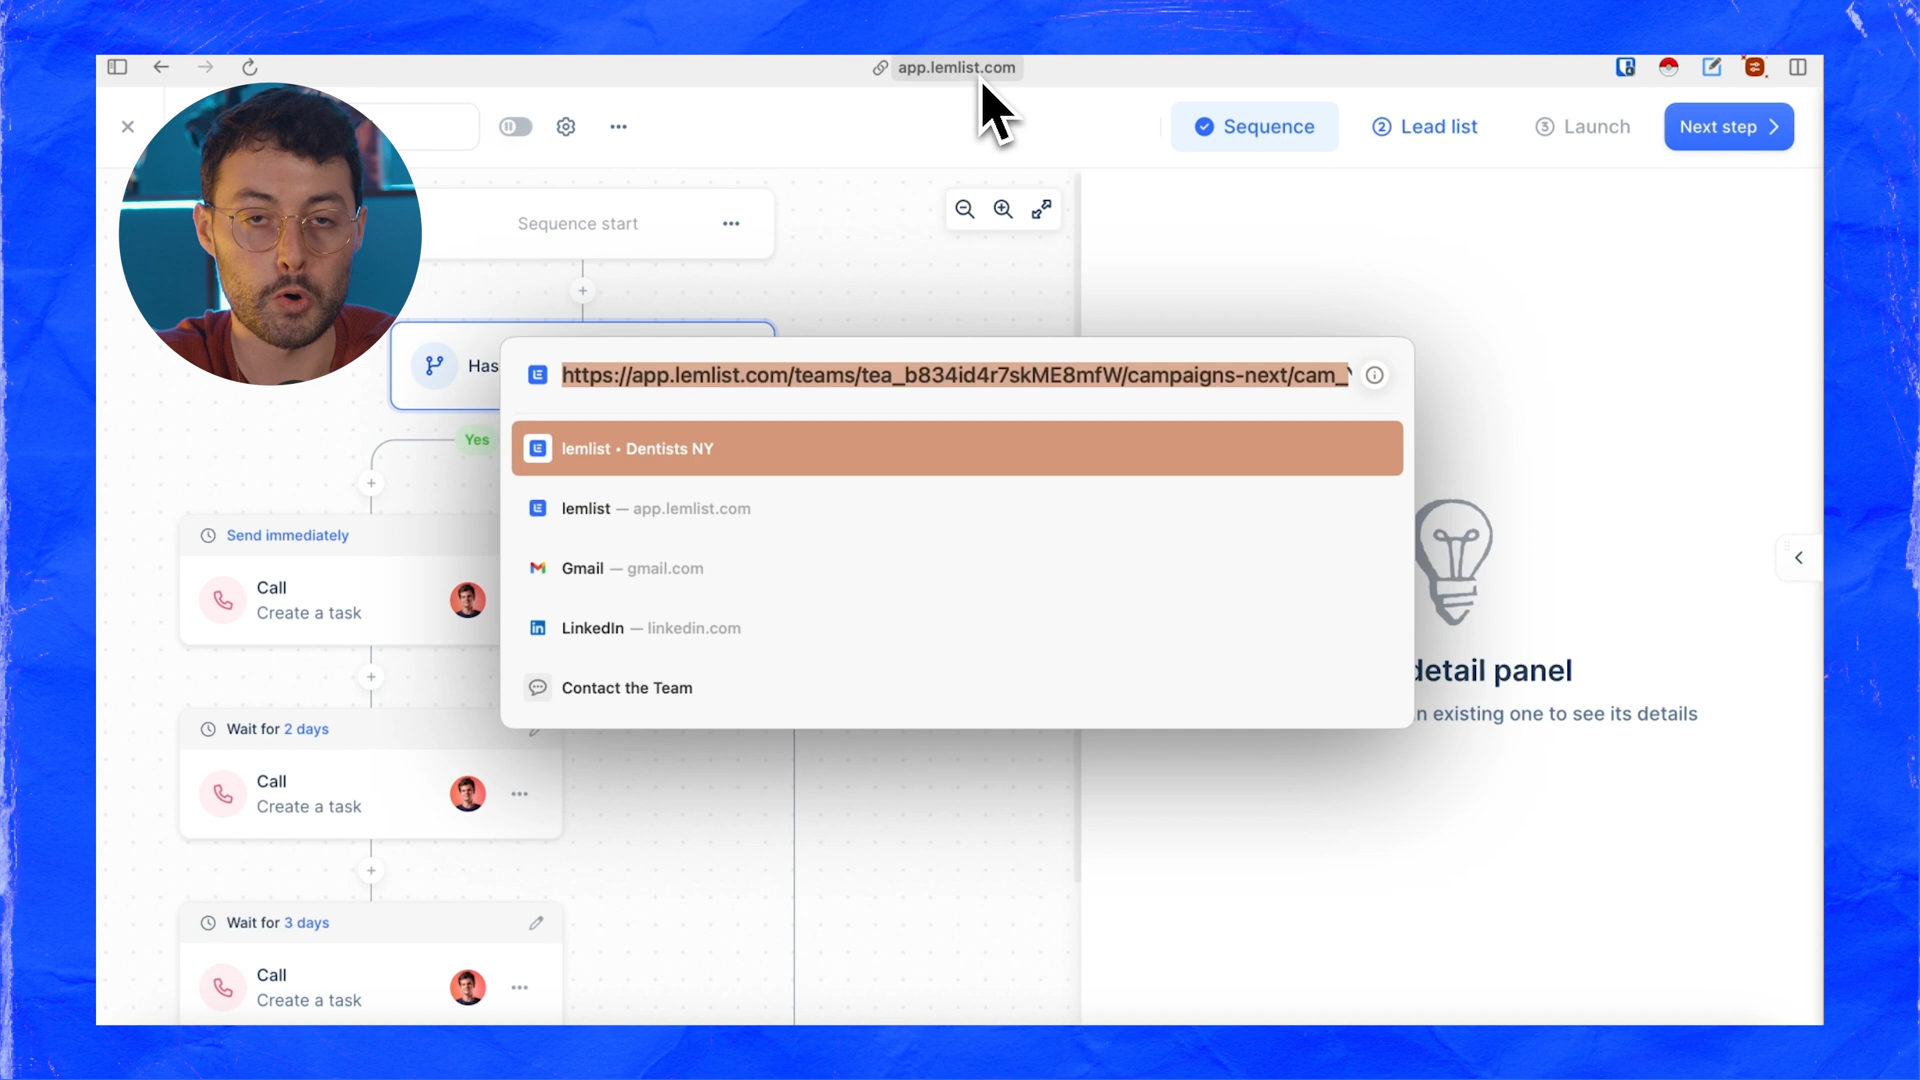 app.lemlist.com
Sequence
2 Lead list
3 Launch
Next step
Sequence start
Has
Yes
https://app.lemlist.com/teams/tea_b834id4r7skME8mfW/campaigns-next/cam_
lemlist • Dentists NY
lemlist — app.lemlist.com
Gmail — gmail.com
LinkedIn — linkedin.com
Contact the Team
Send immediately
Call
Create a task
Wait for 2 days
Call
Create a task
Wait for 3 days
Call
Create a task
detail panel
n existing one to see its details